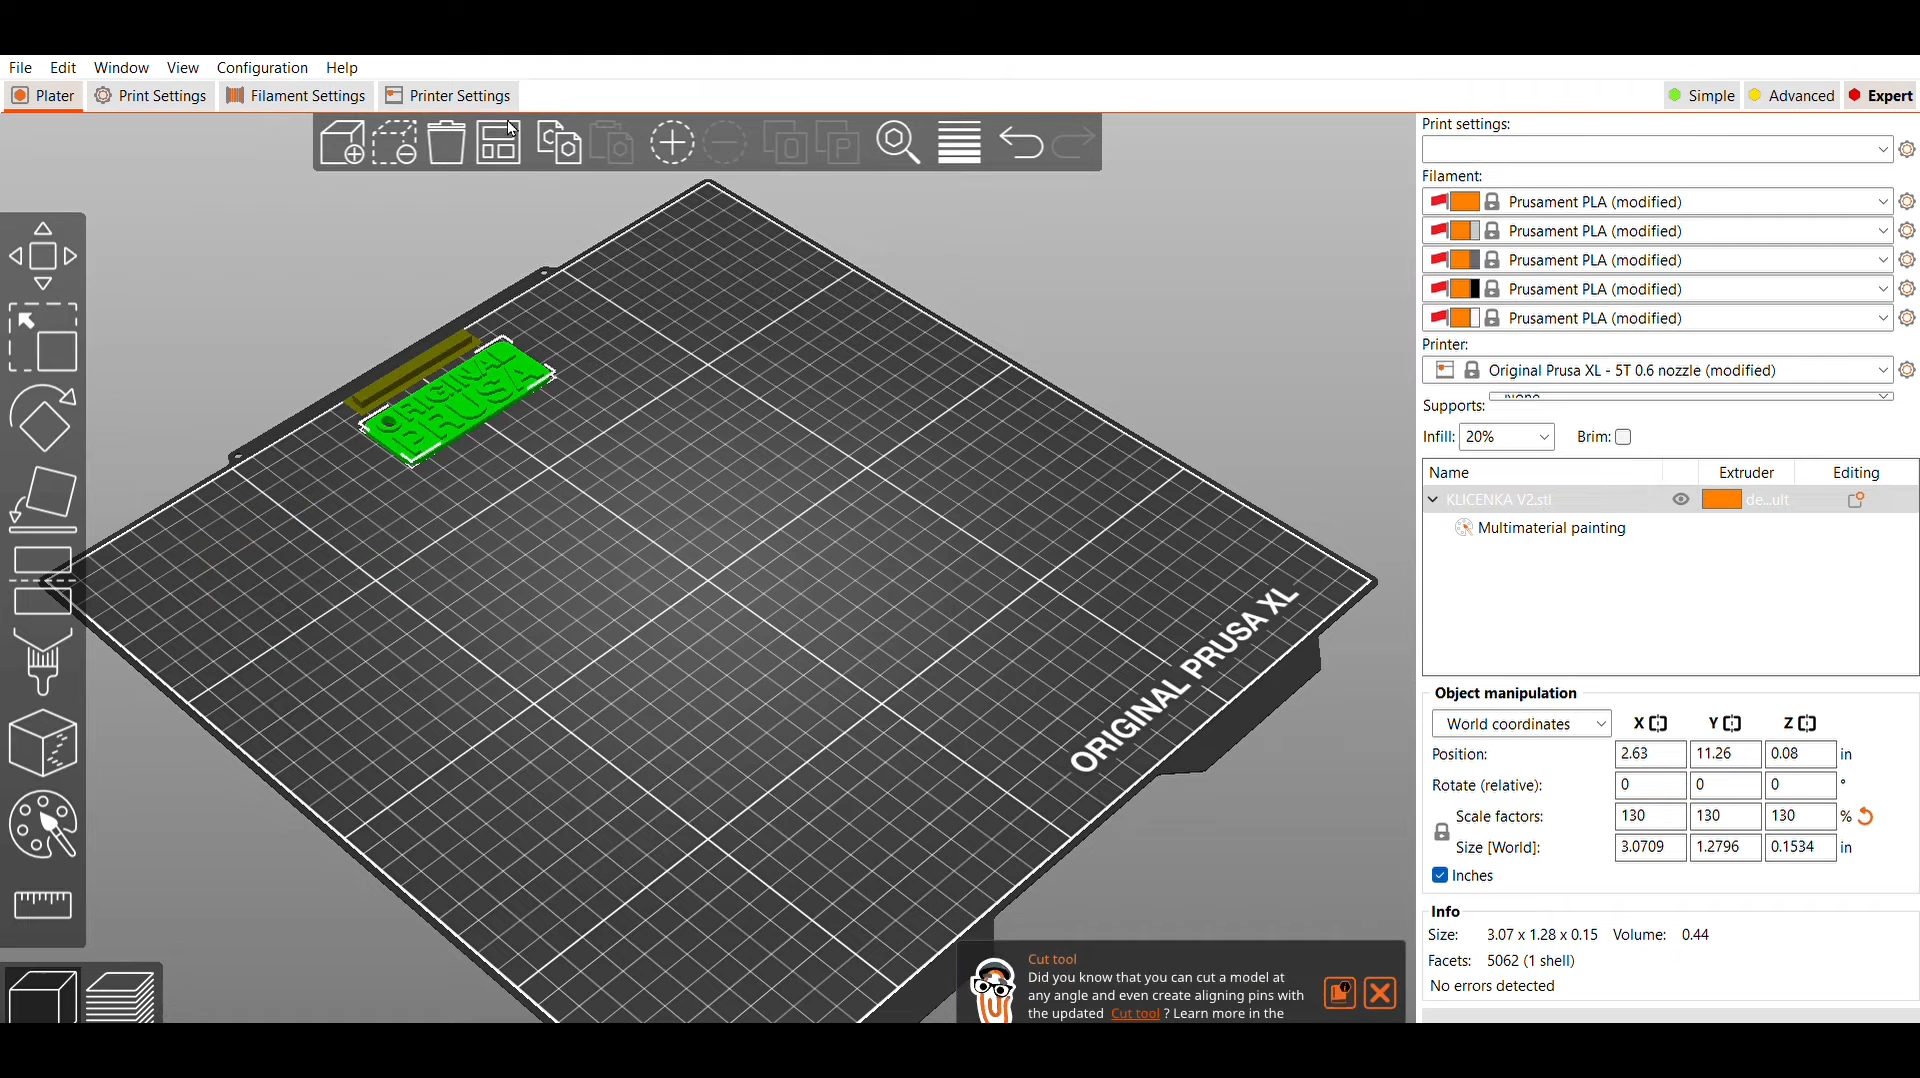 File Edit Window View Configuration Help
Plater Print Settings Filament Settings Printer Settings Simple Advanced Expert
Print settings:
Filament:
Prusament PLA (modified)
Prusament PLA (modified)
Prusament PLA (modified)
Prusament PLA (modified)
Prusament PLA (modified)
Printer:
Original Prusa XL - 5T 0.6 nozzle (modified)
Supports:
Infill: 20% Brim:
Name Extruder Editing
KLICENKA V2.stl de...ult
Multimaterial painting
ORIGINAL
PRUSA
ORIGINAL PRUSA XL
Object manipulation
World coordinates X Y Z
Position: 2.63 11.26 0.08 in
Rotate (relative): 0 0 0 °
Scale factors: 130 130 130 %
Size [World]: 3.0709 1.2796 0.1534 in
Inches
Info
Size: 3.07 x 1.28 x 0.15 Volume: 0.44
Facets: 5062 (1 shell)
No errors detected
Cut tool
Did you know that you can cut a model at
any angle and even create aligning pins with
the updated Cut tool ? Learn more in the